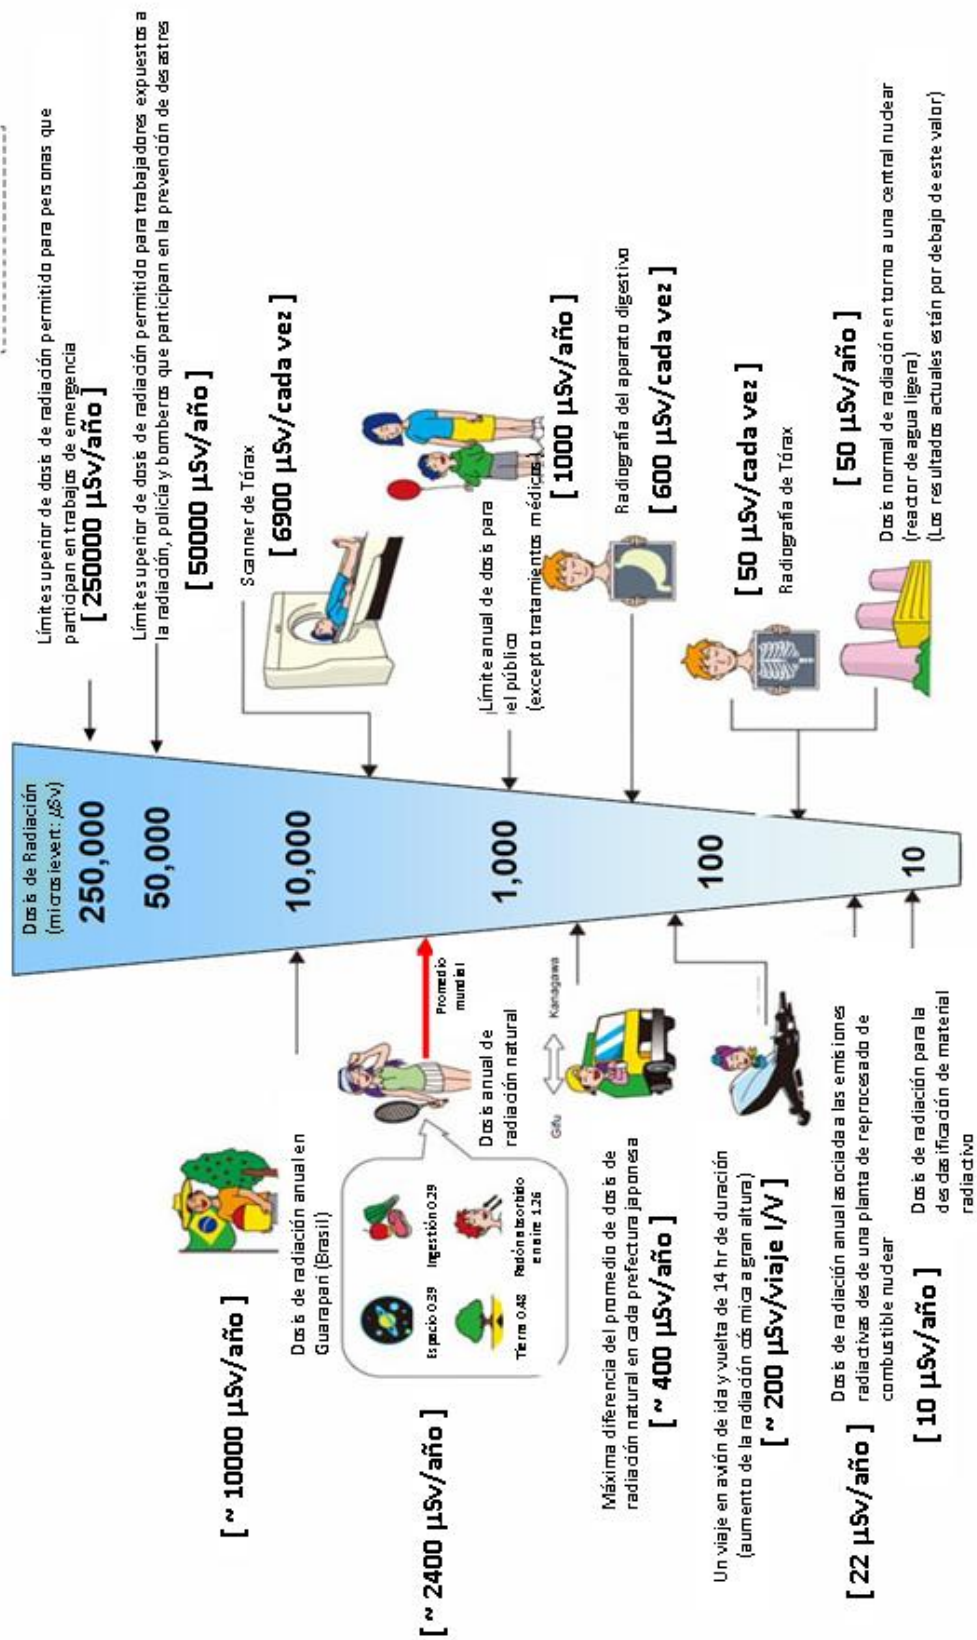 Dosis de Radiación
(microsievert: μSv)
250,000
50,000
10,000
1,000
100
10
Límite superior de dosis de radiación permitido para personas que
participan en trabajos de emergencia
[ 250000 μSv/año ]
Límite superior de dosis de radiación permitido para trabajadores expuestos a
la radiación, policía y bomberos que participan en la prevención de desastres
[ 50000 μSv/año ]
Scanner de Tórax
[ 6900 μSv/cada vez ]
Límite anual de dosis para
el público
(excepto tratamientos médicos)
[ 1000 μSv/año ]
Radiografía del aparato digestivo
[ 600 μSv/cada vez ]
[ 50 μSv/cada vez ]
Radiografía de Tórax
[ 50 μSv/año ]
Dosis normal de radiación en torno a una central nuclear
(reactor de agua ligera)
(Los resultados actuales están por debajo de este valor)
[ ~ 10000 μSv/año ]
Dosis de radiación anual en
Guarapari (Brasil)
[ ~ 2400 μSv/año ]
Espacio 0.39
Ingestión 0.29
Tierra 0.48
Radón absorbido
en aire 1.26
Promedio
mundial
Dosis anual de
radiación natural
Gifu
Kanagawa
Máxima diferencia del promedio de dosis de
radiación natural en cada prefectura japonesa
[ ~ 400 μSv/año ]
Un viaje en avión de ida y vuelta de 14 hr de duración
(aumento de la radiación cósmica a gran altura)
[ ~ 200 μSv/viaje I/V ]
Dosis de radiación anual asociada a las emisiones
radiactivas desde una planta de reprocesado de
combustible nuclear
[ 22 μSv/año ]
Dosis de radiación para la
desclasificación de material
radiactivo
[ 10 μSv/año ]